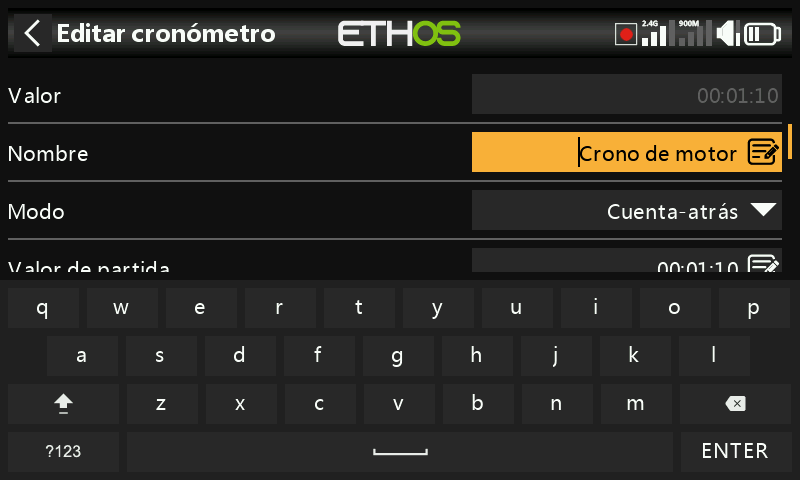 Editar cronómetro ETHOS 2.4G 900M
Valor 00:01:10
Nombre Crono de motor
Modo Cuenta-atrás
Valor de partida 00:01:10
q w e r t y u i o p
a s d f g h j k l
z x c v b n m
?123 ENTER